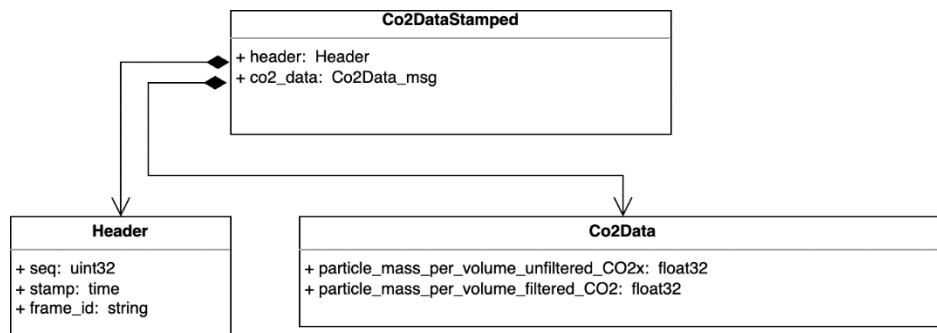 Co2DataStamped
+ header: Header
+ co2_data: Co2Data_msg
Header
+ seq: uint32
+ stamp: time
+ frame_id: string
Co2Data
+ particle_mass_per_volume_unfiltered_CO2x: float32
+ particle_mass_per_volume_filtered_CO2: float32